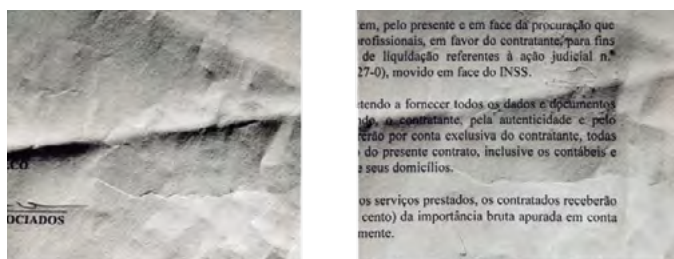 ECO
OCIADOS
em, pelo presente e em face da procuração que
rofissionais, em favor do contratante, para fins
de liquidação referentes à ação judicial n.º
27-0), movido em face do INSS.
tendo a fornecer todos os dados e documentos
ndo, o contratante, pela autenticidade e pelo
erão por conta exclusiva do contratante, todas
do presente contrato, inclusive os contábeis e
e seus domicílios.
os serviços prestados, os contratados receberão
cento) da importância bruta apurada em conta
mente.